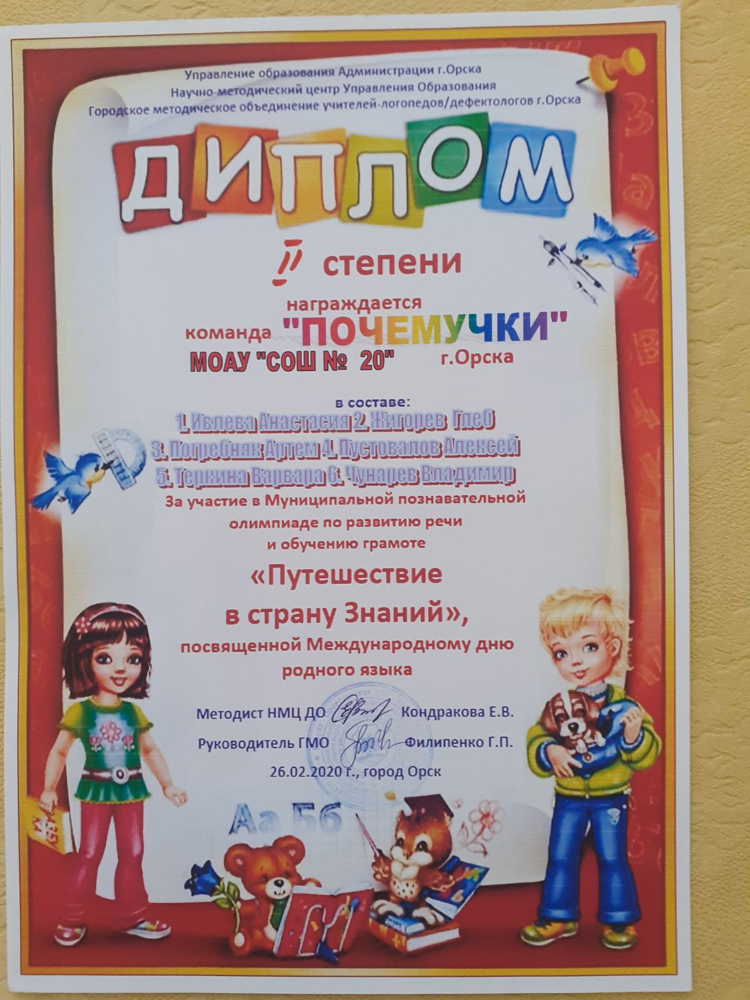 Управление образования Администрации г.Орска
Научно-методический центр Управления Образования
Городское методическое объединение учителей-логопедов/дефектологов г.Орска
ДИПЛОМ
II степени
награждается
команда "ПОЧЕМУЧКИ"
МОАУ "СОШ № 20" г.Орска
в составе:
1. Ивлева Анастасия 2. Жигорев Глеб
3. Погребняк Артем 4. Пустовалов Алексей
5. Теркина Варвара 6. Чунарев Владимир
За участие в Муниципальной познавательной
олимпиаде по развитию речи
и обучению грамоте
«Путешествие
в страну Знаний»,
посвященной Международному дню
родного языка
Методист НМЦ ДО Кондракова Е.В.
Руководитель ГМО Филипенко Г.П.
26.02.2020 г., город Орск
Аа Бб